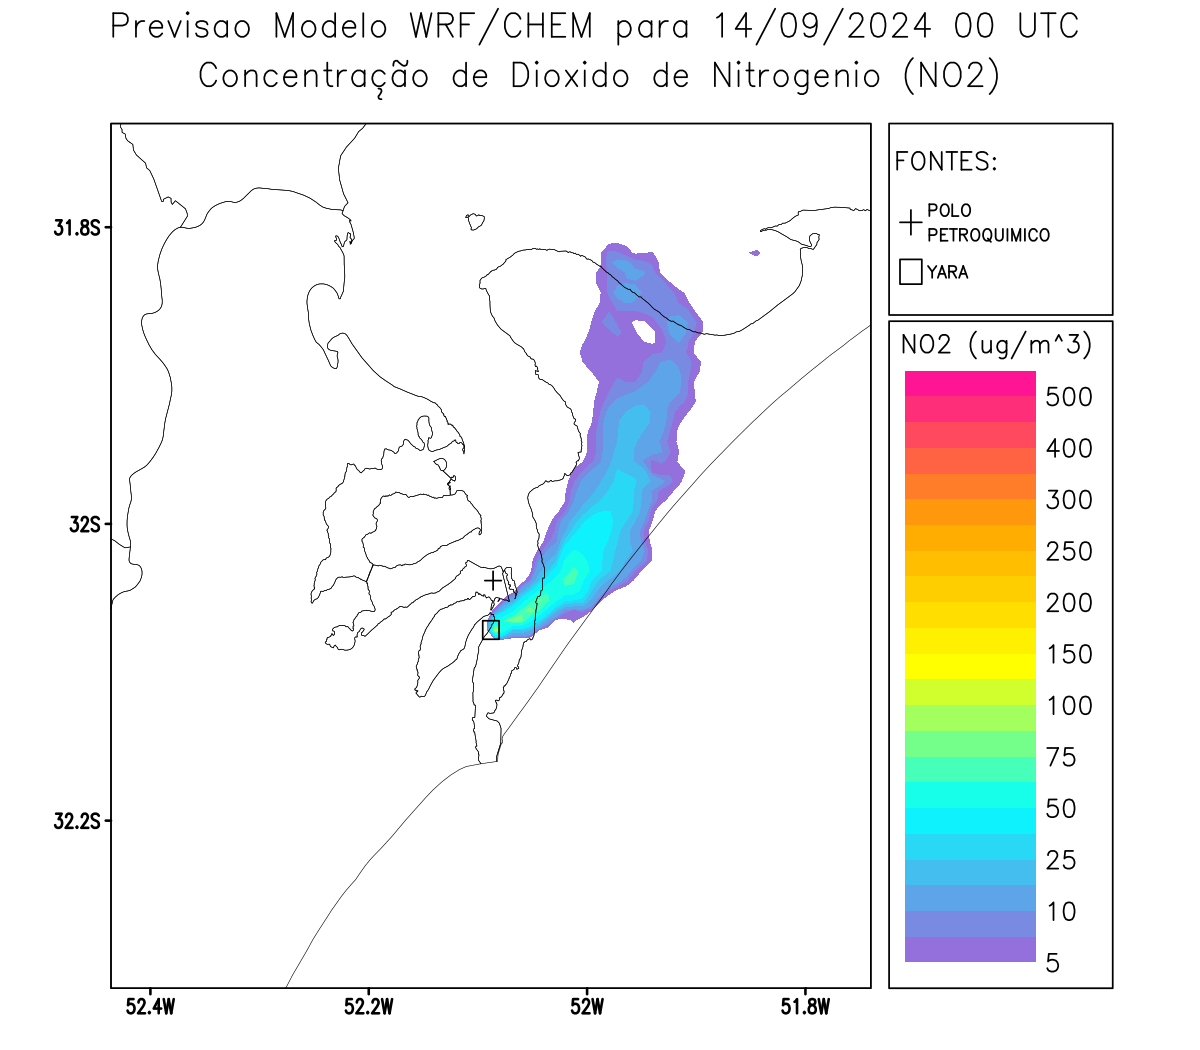 Previsao Modelo WRF/CHEM para 14/09/2024 00 UTC
Concentração de Dioxido de Nitrogenio (NO2)
FONTES:
POLO
PETROQUIMICO
YARA
NO2 (ug/m^3)
500
400
300
250
200
150
100
75
50
25
10
5
31.8S
32S
32.2S
52.4W
52.2W
52W
51.8W